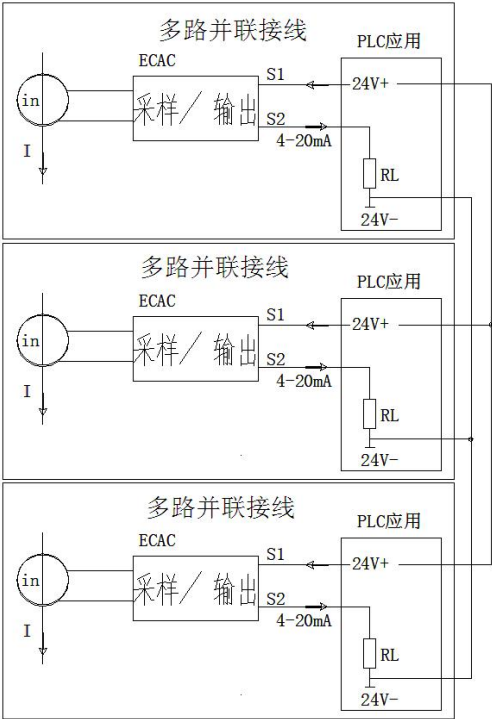 多路并联接线
PLC应用
ECAC
S1
24V+
in
采样/输出
S2
4-20mA
I
RL
24V-
多路并联接线
PLC应用
ECAC
S1
24V+
in
采样/输出
S2
4-20mA
I
RL
24V-
多路并联接线
PLC应用
ECAC
S1
24V+
in
采样/输出
S2
4-20mA
I
RL
24V-